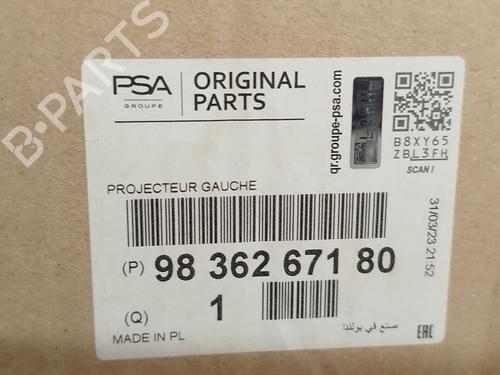 B-PARTS
PSA
GROUPE
ORIGINAL
PARTS
qr.groupe-psa.com
B8XY65
ZBL3FH
SCAN!
PROJECTEUR GAUCHE
31/03/23 21:52
(P) 98 362 671 80
(Q) 1
MADE IN PL
صنع في بولندا
EAC